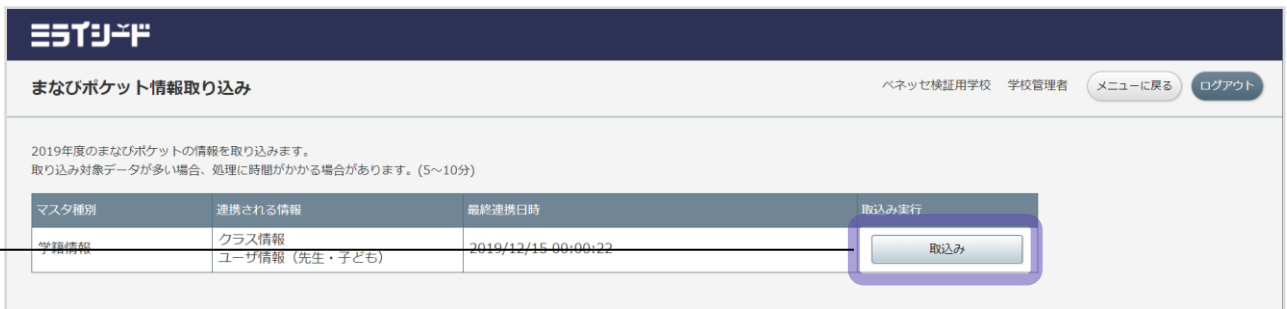 ミライシード
まなびポケット情報取り込み
ベネッセ検証用学校 学校管理者 メニューに戻る ログアウト
2019年度のまなびポケットの情報を取り込みます。
取り込み対象データが多い場合、処理に時間がかかる場合があります。(5～10分)
マスタ種別 連携される情報 最終連携日時 取込み実行
学籍情報 クラス情報 2019/12/15 00:00:22 取込み
ユーザ情報（先生・子ども）